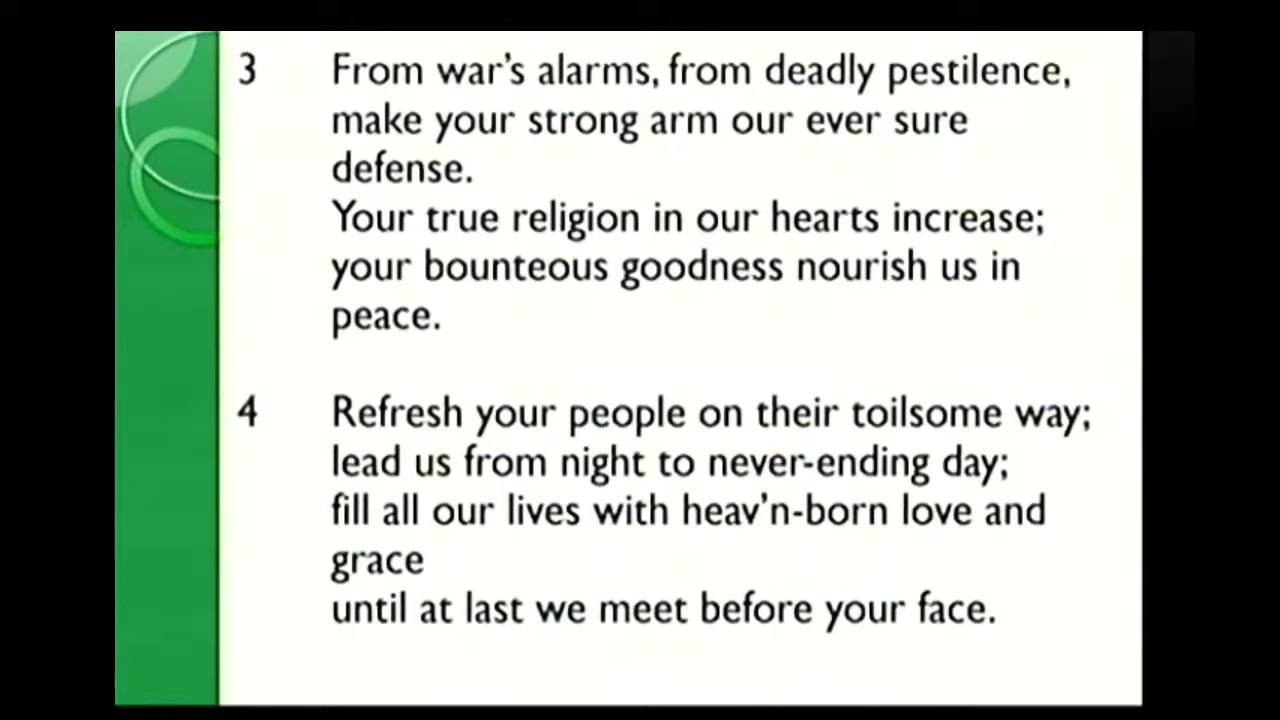 3 From war's alarms, from deadly pestilence,
make your strong arm our ever sure
defense.
Your true religion in our hearts increase;
your bounteous goodness nourish us in
peace.
4 Refresh your people on their toilsome way;
lead us from night to never-ending day;
fill all our lives with heav'n-born love and
grace
until at last we meet before your face.